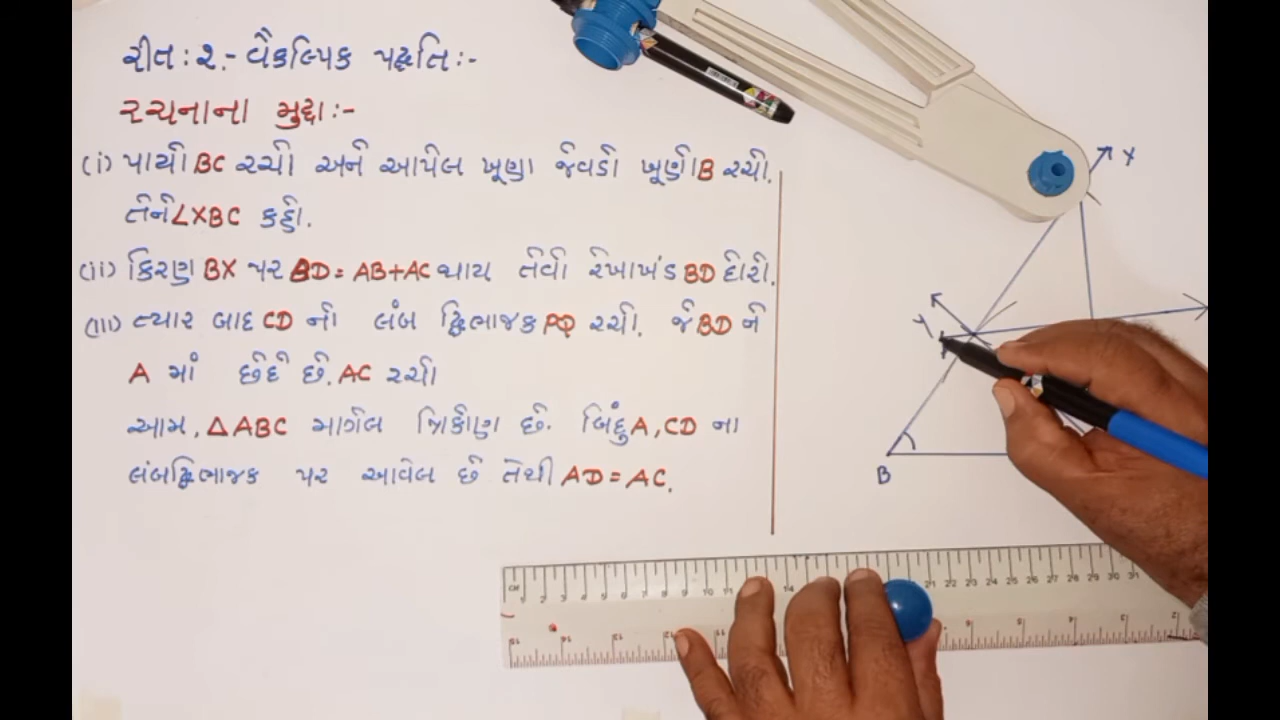 રીત : ૨.- વૈકલ્પિક પદ્ધતિ :-
રચનાના મુદ્દા :-
(i) પાયો BC રચો અને આપેલ ખૂણા જેવડો ખૂણો B રચો.
તેને ∠XBC કહો.
(ii) કિરણ BX પર BD = AB + AC થાય તેવો રેખાખંડ BD દોરો.
(iii) ત્યાર બાદ CD નો લંબ દ્વિભાજક PQ રચો. જે BD ને
A માં છેદે છે. AC રચો
આમ, △ABC માગેલ ત્રિકોણ છે. બિંદુ A, CD ના
લંબદ્વિભાજક પર આવેલ છે તેથી AD = AC.
X
B